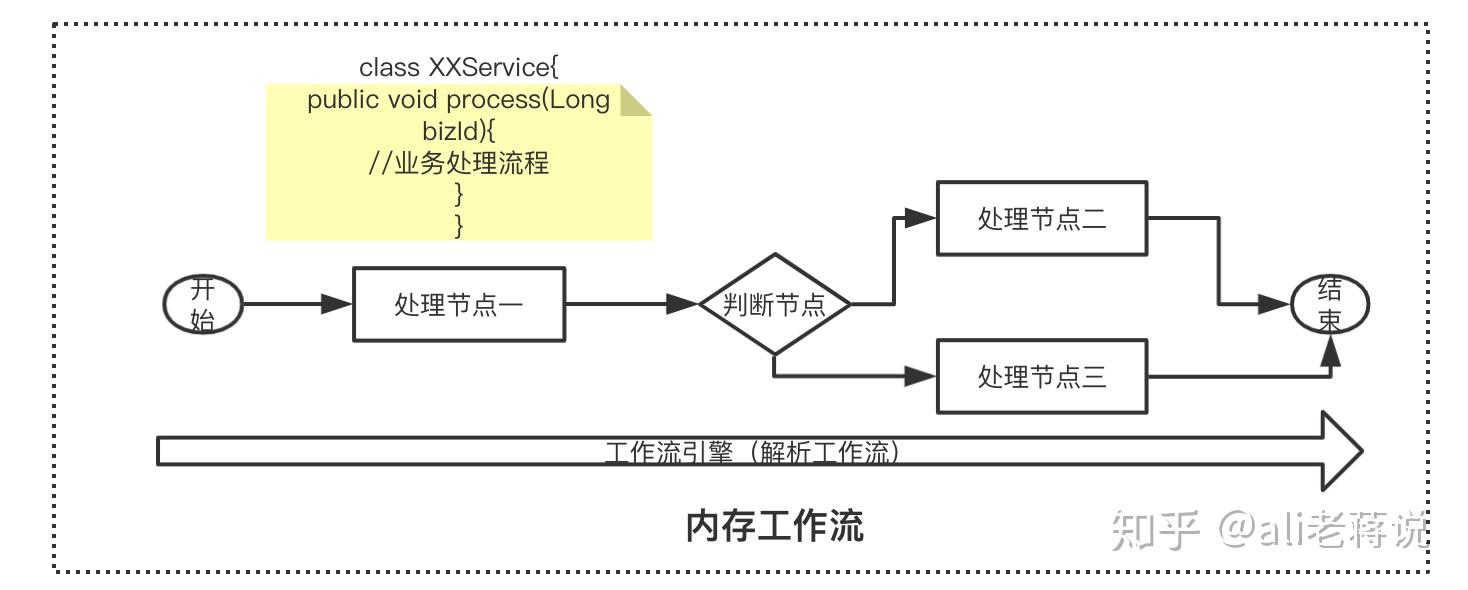 class XXService{
public void process(Long
bizId){
//业务处理流程
}
}
开
始
处理节点一
判断节点
处理节点二
处理节点三
结
束
工作流引擎（解析工作流）
内存工作流
知乎 @ali老蒋说